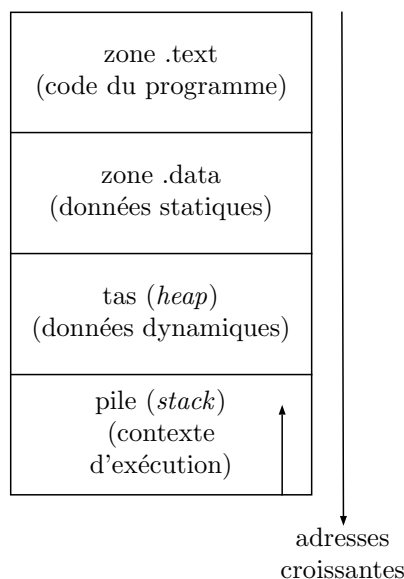 zone .text
(code du programme)
zone .data
(données statiques)
tas (heap)
(données dynamiques)
pile (stack)
(contexte
d'exécution)
adresses
croissantes